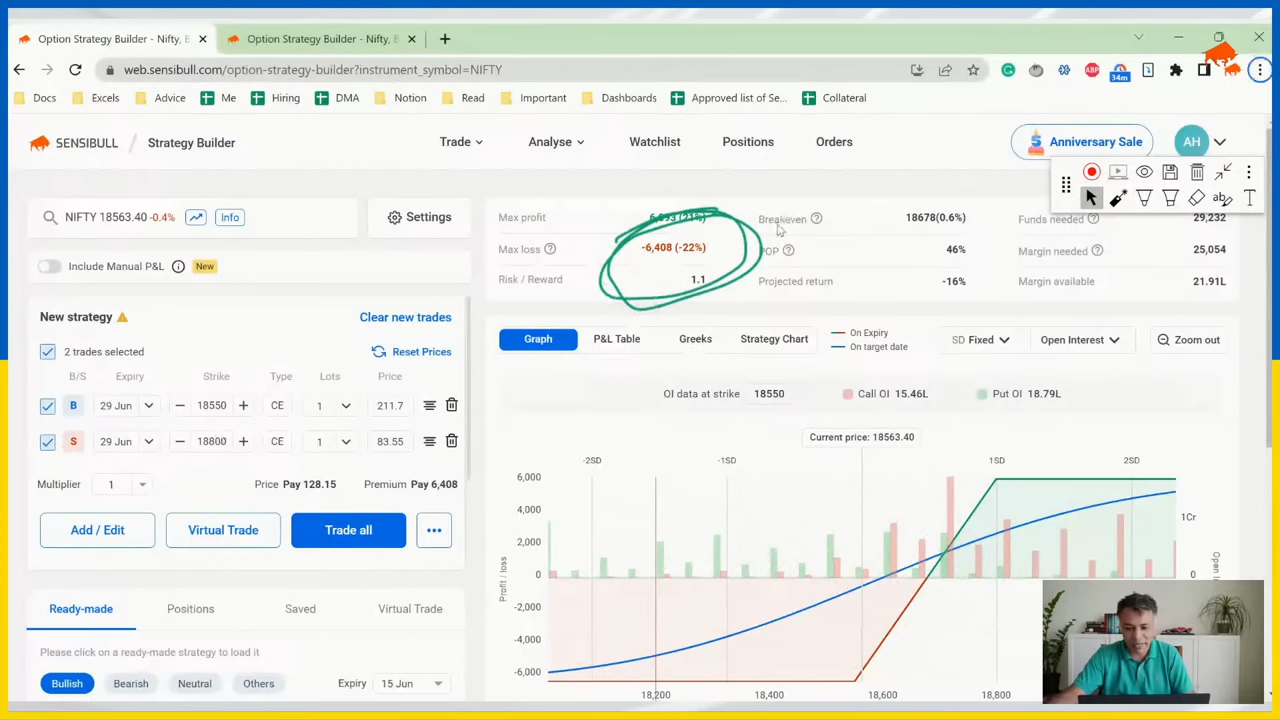 Option Strategy Builder - Nifty, B
Option Strategy Builder - Nifty, B
web.sensibull.com/option-strategy-builder?instrument_symbol=NIFTY
ABP
34m
Docs Excels Advice Me Hiring DMA Notion Read Important Dashboards Approved list of Se... Collateral
SENSIBULL / Strategy Builder
Trade Analyse Watchlist Positions Orders
5 Anniversary Sale
AH
NIFTY 18563.40 -0.4% Info
Settings
Include Manual P&L New
Max profit
Max loss -6,408 (-22%)
Risk / Reward 1.1
Breakeven 18678(0.6%)
POP 46%
Projected return -16%
Funds needed 29,232
Margin needed 25,054
Margin available 21.91L
New strategy Clear new trades
2 trades selected Reset Prices
B/S Expiry Strike Type Lots Price
B 29 Jun 18550 CE 1 211.7
S 29 Jun 18800 CE 1 83.55
Multiplier 1 Price Pay 128.15 Premium Pay 6,408
Add / Edit Virtual Trade Trade all
Ready-made Positions Saved Virtual Trade
Please click on a ready-made strategy to load it
Bullish Bearish Neutral Others Expiry 15 Jun
Graph P&L Table Greeks Strategy Chart
On Expiry
On target date
SD Fixed Open Interest Zoom out
OI data at strike 18550 Call OI 15.46L Put OI 18.79L
Current price: 18563.40
-2SD -1SD 1SD 2SD
6,000
4,000
2,000
0
-2,000
-4,000
-6,000
Profit / loss
1Cr
0
18,200 18,400 18,600 18,800